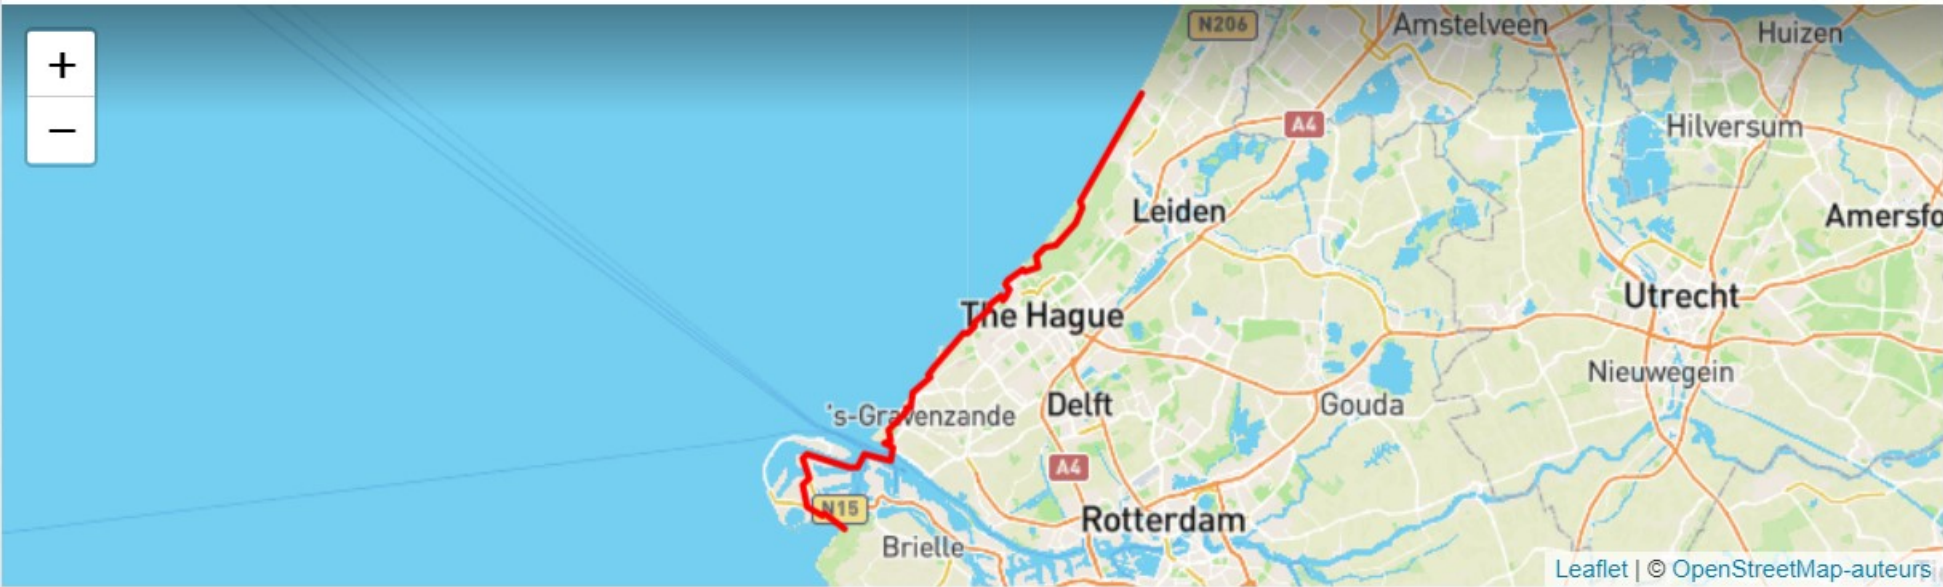 +
−
N206
Amstelveen
Huizen
A4
Hilversum
Leiden
Amersfo
The Hague
Utrecht
Nieuwegein
's-Gravenzande
Delft
Gouda
A4
N15
Rotterdam
Brielle
Leaflet | © OpenStreetMap-auteurs